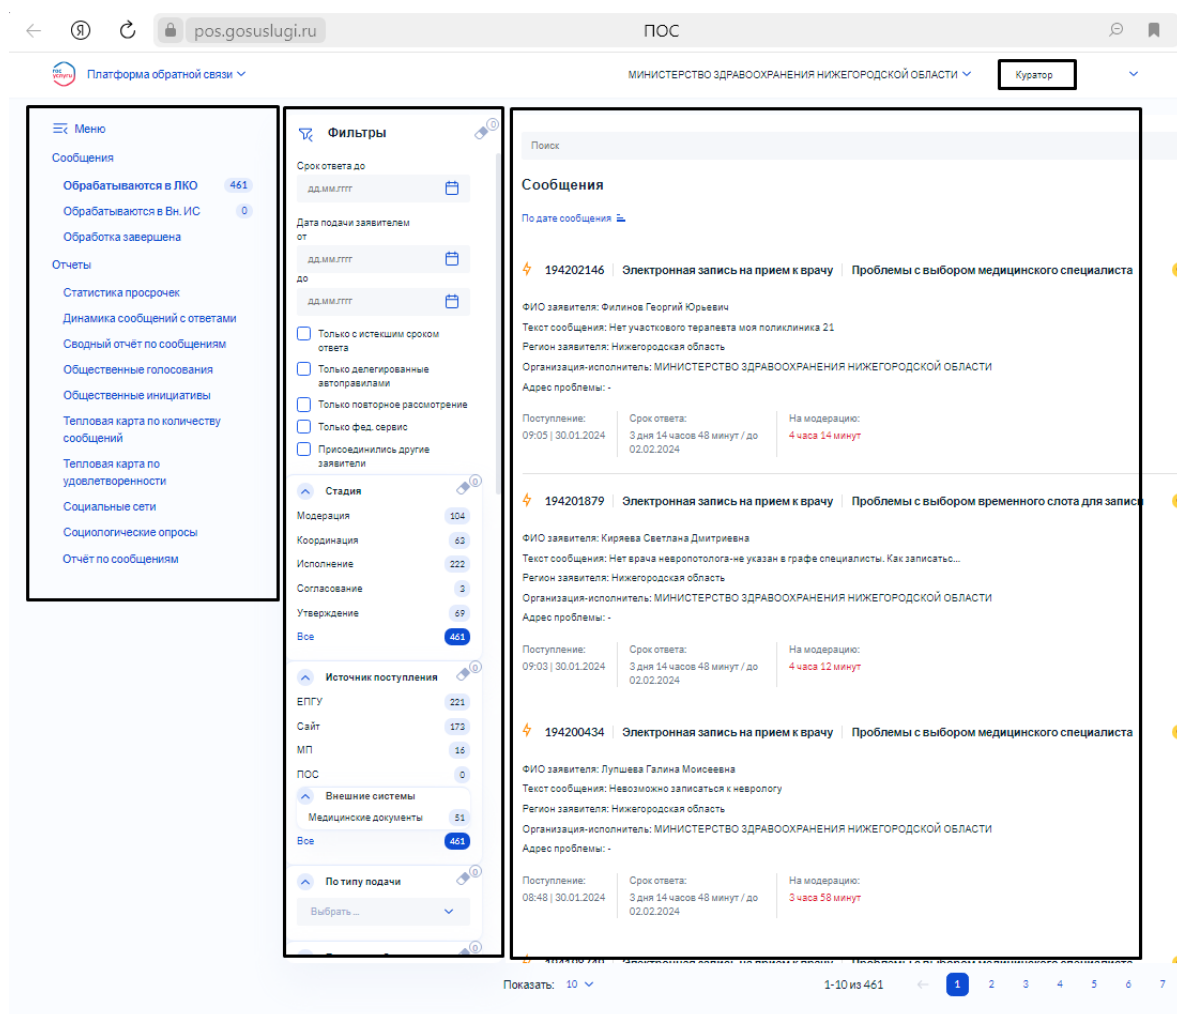 pos.gosuslugi.ru
ПОС
гос услуги
Платформа обратной связи
МИНИСТЕРСТВО ЗДРАВООХРАНЕНИЯ НИЖЕГОРОДСКОЙ ОБЛАСТИ
Куратор
Меню
Сообщения
Обрабатываются в ЛКО 461
Обрабатываются в Вн. ИС 0
Обработка завершена
Отчеты
Статистика просрочек
Динамика сообщений с ответами
Сводный отчёт по сообщениям
Общественные голосования
Общественные инициативы
Тепловая карта по количеству
сообщений
Тепловая карта по
удовлетворенности
Социальные сети
Социологические опросы
Отчёт по сообщениям
Фильтры 0
Срок ответа до
дд.мм.гггг
Дата подачи заявителем
от
дд.мм.гггг
до
дд.мм.гггг
Только с истекшим сроком
ответа
Только делегированные
автоправилами
Только повторное рассмотрение
Только фед. сервис
Присоединились другие
заявители
Стадия 0
Модерация 104
Координация 63
Исполнение 222
Согласование 3
Утверждение 69
Все 461
Источник поступления 0
ЕПГУ 221
Сайт 173
МП 16
ПОС 0
Внешние системы
Медицинские документы 51
Все 461
По типу подачи 0
Выбрать ...
0
Поиск
Сообщения
По дате сообщения
194202146 Электронная запись на прием к врачу Проблемы с выбором медицинского специалиста
ФИО заявителя: Филинов Георгий Юрьевич
Текст сообщения: Нет участкового терапевта моя поликлиника 21
Регион заявителя: Нижегородская область
Организация-исполнитель: МИНИСТЕРСТВО ЗДРАВООХРАНЕНИЯ НИЖЕГОРОДСКОЙ ОБЛАСТИ
Адрес проблемы: -
Поступление: Срок ответа: На модерацию:
09:05 | 30.01.2024 3 дня 14 часов 48 минут / до 4 часа 14 минут
02.02.2024
194201879 Электронная запись на прием к врачу Проблемы с выбором временного слота для записи
ФИО заявителя: Киряева Светлана Дмитриевна
Текст сообщения: Нет врача невропотолога-не указан в графе специалисты. Как записатьс...
Регион заявителя: Нижегородская область
Организация-исполнитель: МИНИСТЕРСТВО ЗДРАВООХРАНЕНИЯ НИЖЕГОРОДСКОЙ ОБЛАСТИ
Адрес проблемы: -
Поступление: Срок ответа: На модерацию:
09:03 | 30.01.2024 3 дня 14 часов 48 минут / до 4 часа 12 минут
02.02.2024
194200434 Электронная запись на прием к врачу Проблемы с выбором медицинского специалиста
ФИО заявителя: Лупшева Галина Моисеевна
Текст сообщения: Невозможно записаться к неврологу
Регион заявителя: Нижегородская область
Организация-исполнитель: МИНИСТЕРСТВО ЗДРАВООХРАНЕНИЯ НИЖЕГОРОДСКОЙ ОБЛАСТИ
Адрес проблемы: -
Поступление: Срок ответа: На модерацию:
08:48 | 30.01.2024 3 дня 14 часов 48 минут / до 3 часа 58 минут
02.02.2024
Электронная запись на прием к врачу Проблемы с выбором медицинского специалиста
Показать: 10 1-10 из 461 1 2 3 4 5 6 7